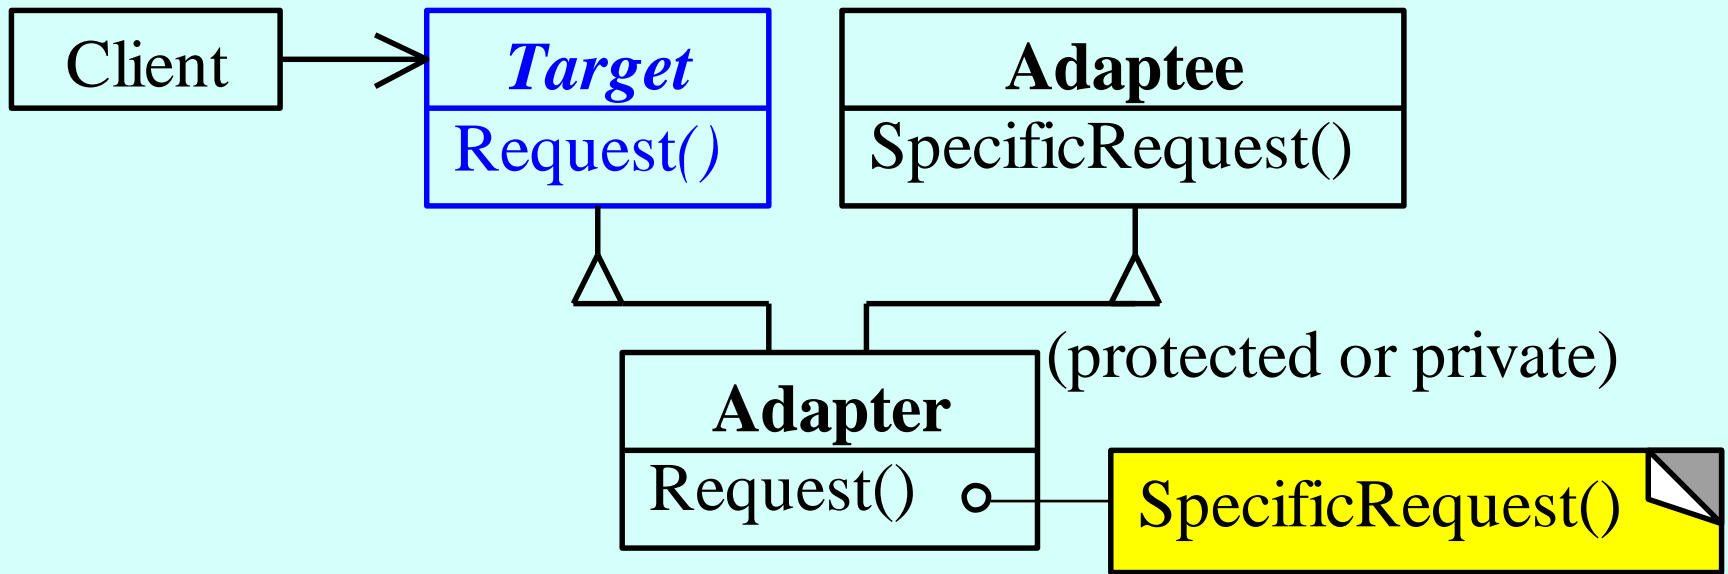 Client
Target
Request()
Adaptee
SpecificRequest()
(protected or private)
Adapter
Request()
SpecificRequest()